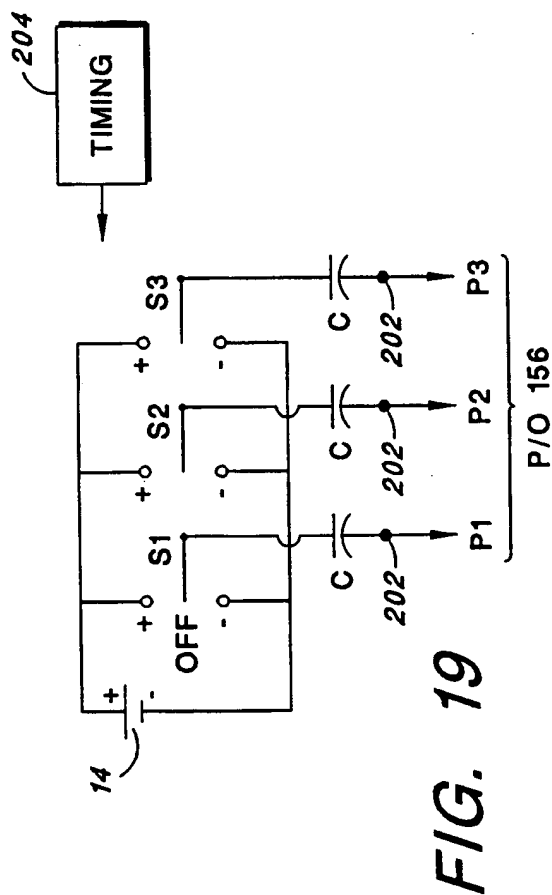 204
TIMING
S1
S2
S3
+
+
+
+
-
-
-
-
OFF
14
C
C
C
202
202
202
P1
P2
P3
P/O 156
FIG. 19